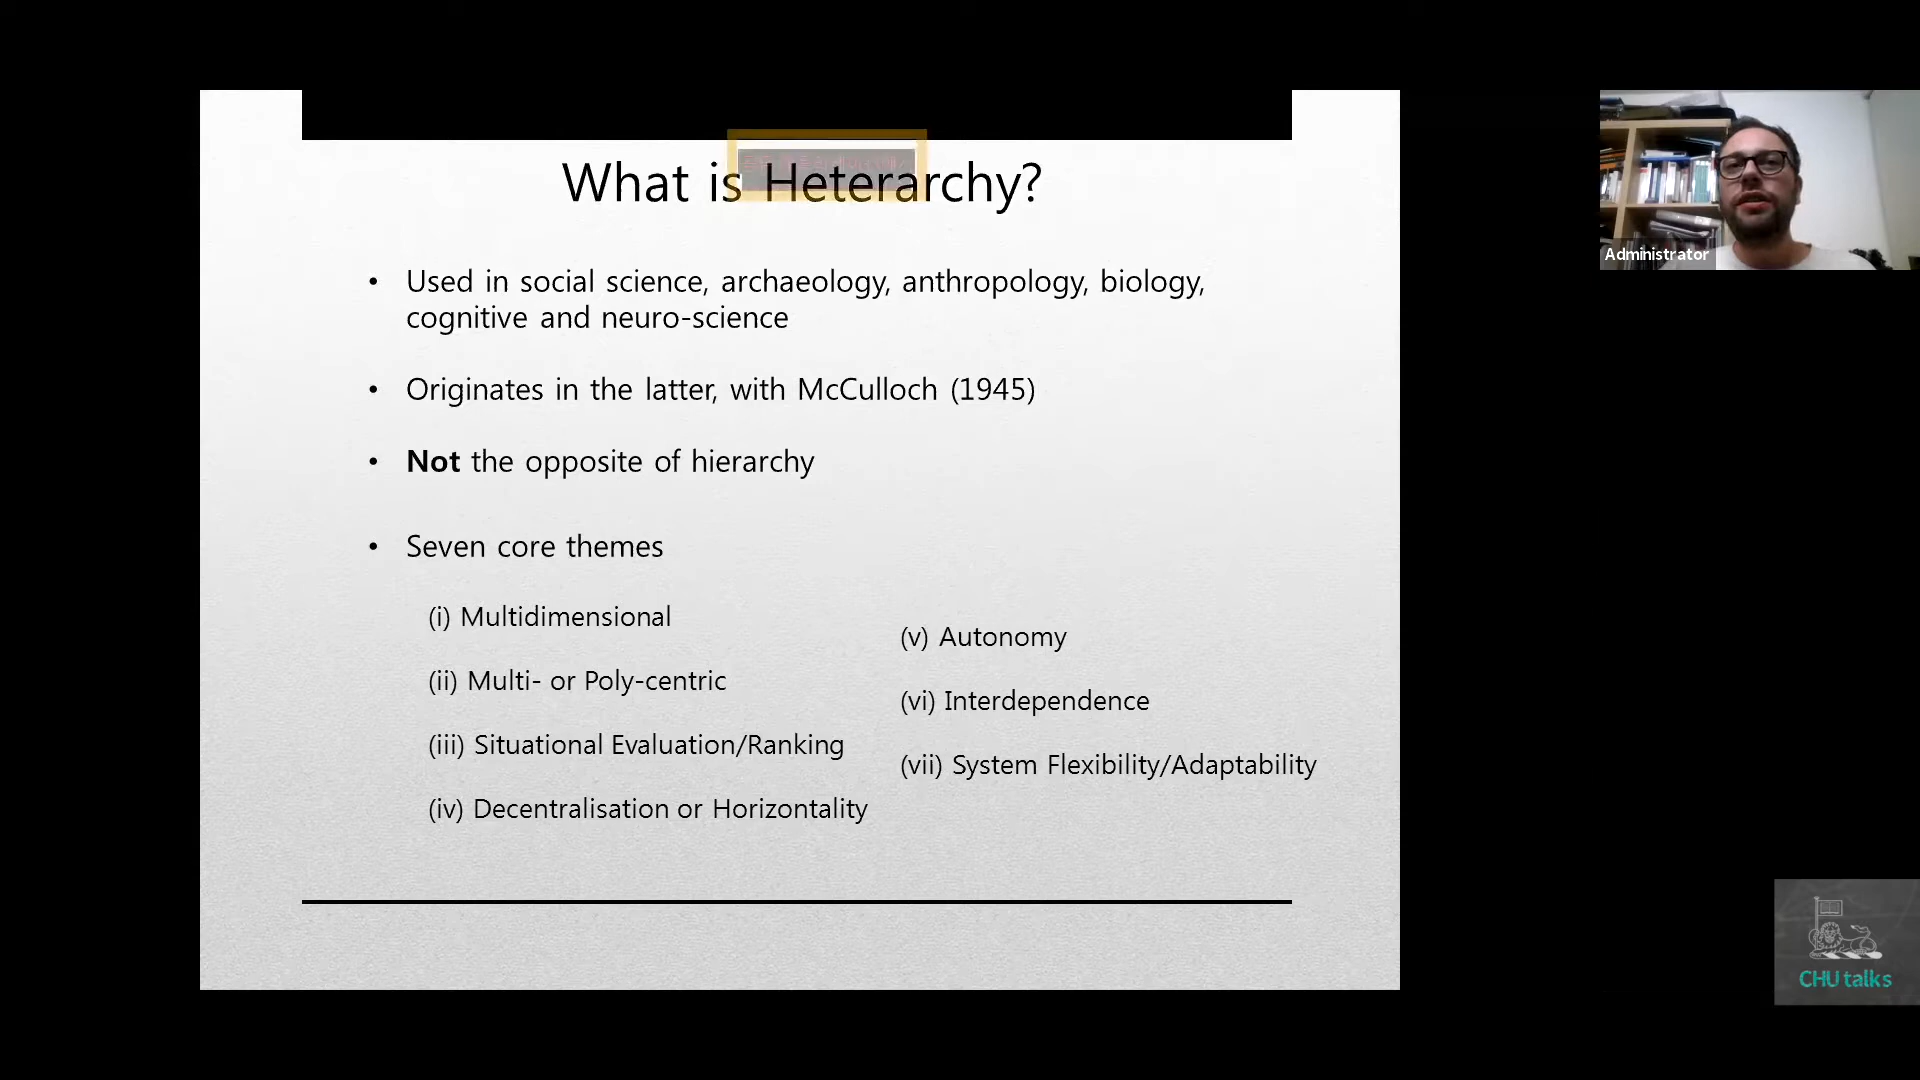 What is Heterarchy?
• Used in social science, archaeology, anthropology, biology,
cognitive and neuro-science
• Originates in the latter, with McCulloch (1945)
• Not the opposite of hierarchy
• Seven core themes
(i) Multidimensional
(ii) Multi- or Poly-centric
(iii) Situational Evaluation/Ranking
(iv) Decentralisation or Horizontality
(v) Autonomy
(vi) Interdependence
(vii) System Flexibility/Adaptability
Administrator
CHU talks